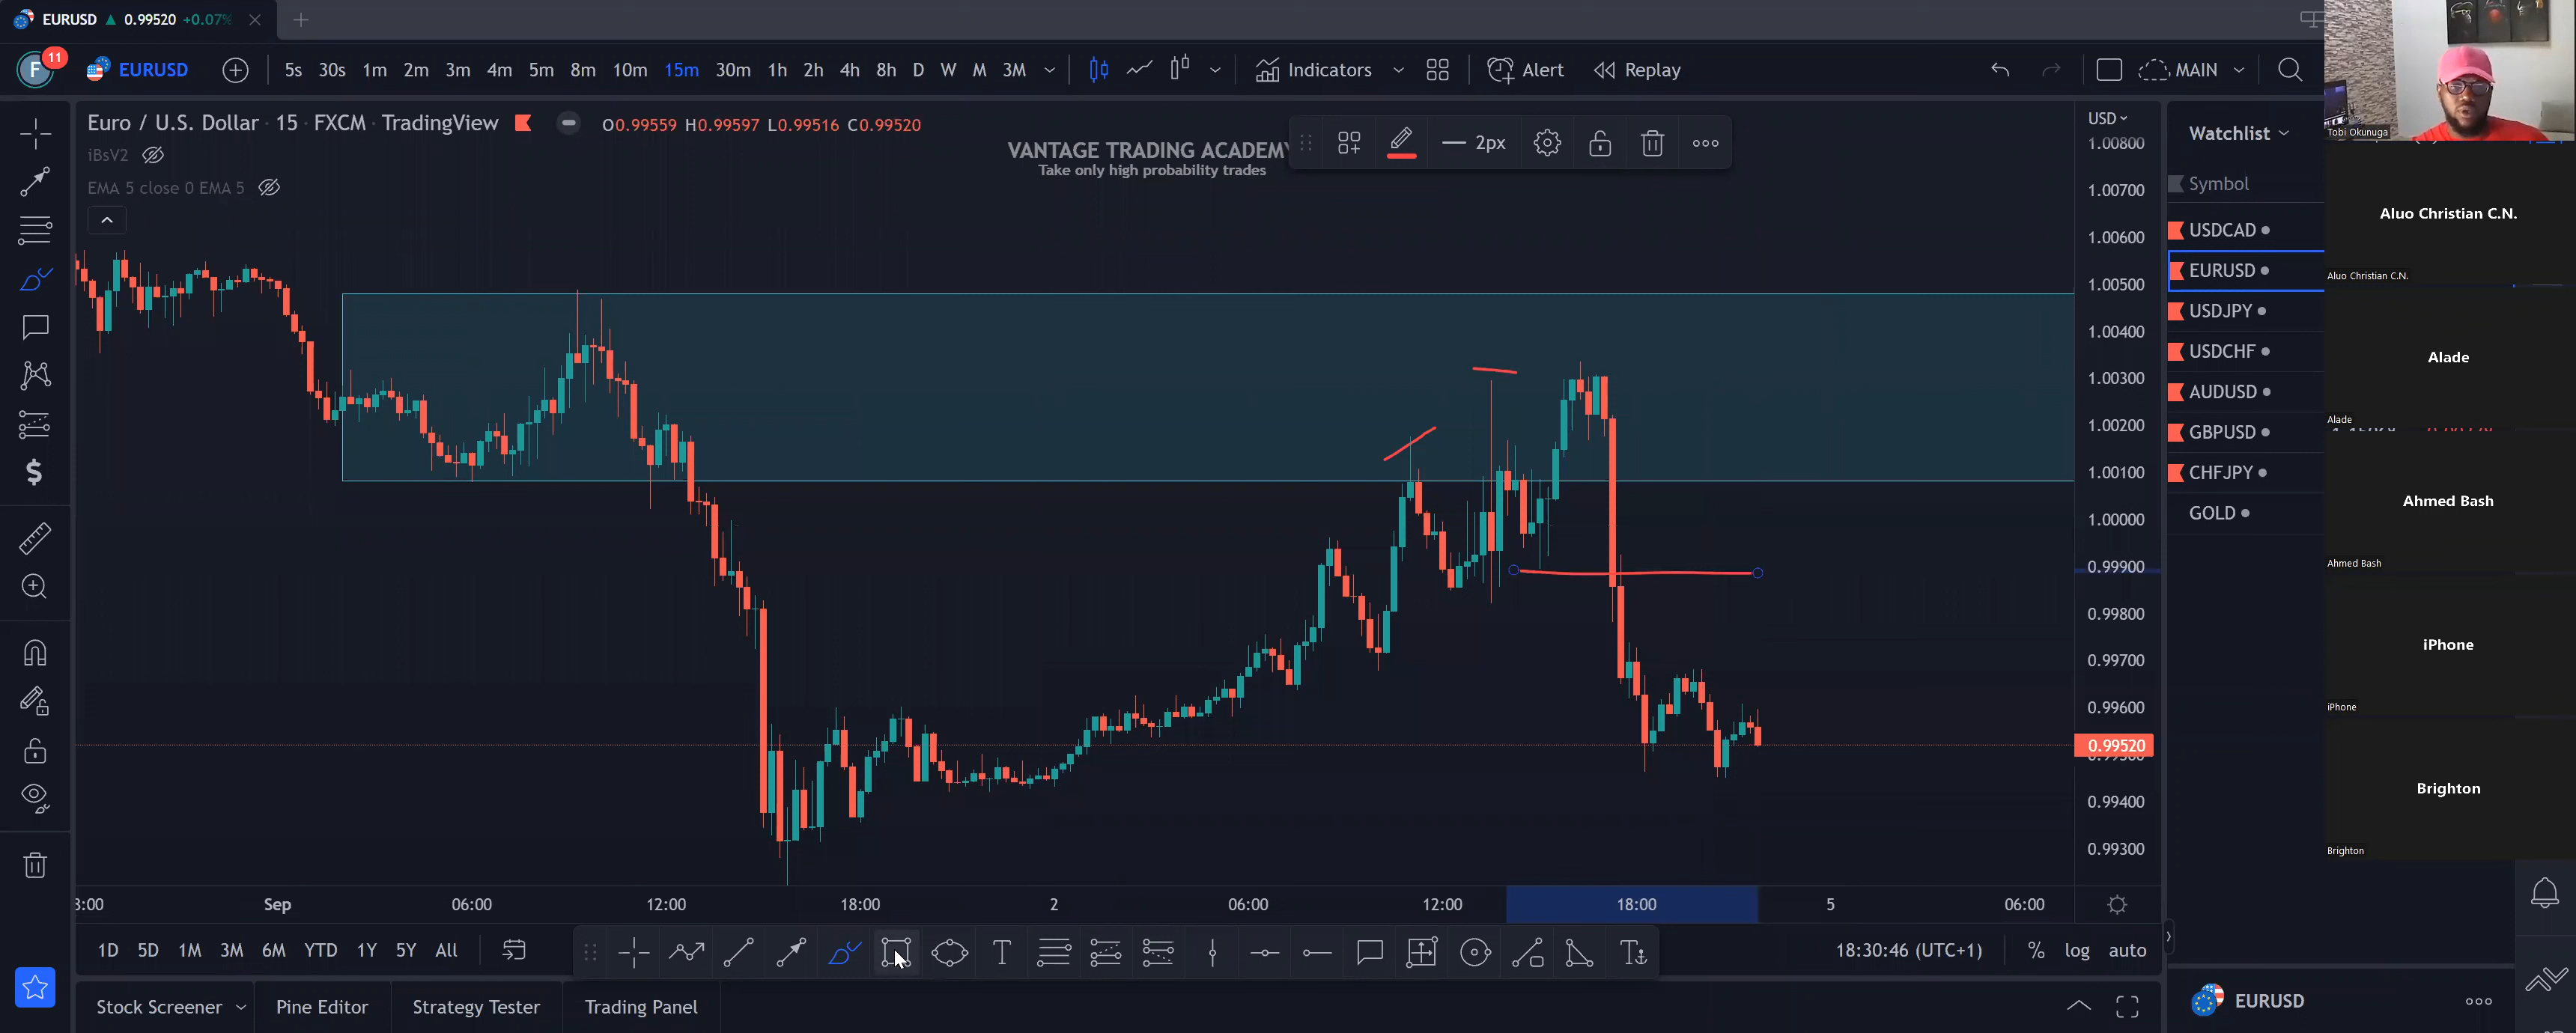 EURUSD ▲ 0.99520 +0.07%
F 11 EURUSD 5s 30s 1m 2m 3m 4m 5m 8m 10m 15m 30m 1h 2h 4h 8h D W M 3M Indicators Alert Replay MAIN
Euro / U.S. Dollar · 15 · FXCM · TradingView O0.99559 H0.99597 L0.99516 C0.99520
iBsV2
EMA 5 close 0 EMA 5
VANTAGE TRADING ACADEMY
Take only high probability trades
2px
USD
1.00800
1.00700
1.00600
1.00500
1.00400
1.00300
1.00200
1.00100
1.00000
0.99900
0.99800
0.99700
0.99600
0.99520
0.99400
0.99300
Watchlist
Symbol
USDCAD
EURUSD
USDJPY
USDCHF
AUDUSD
GBPUSD
CHFJPY
GOLD
Tobi Okunuga
Aluo Christian C.N.
Aluo Christian C.N.
Alade
Alade
Ahmed Bash
Ahmed Bash
iPhone
iPhone
Brighton
Brighton
3:00 Sep 06:00 12:00 18:00 2 06:00 12:00 18:00 5 06:00
1D 5D 1M 3M 6M YTD 1Y 5Y All
18:30:46 (UTC+1) % log auto
Stock Screener Pine Editor Strategy Tester Trading Panel
EURUSD